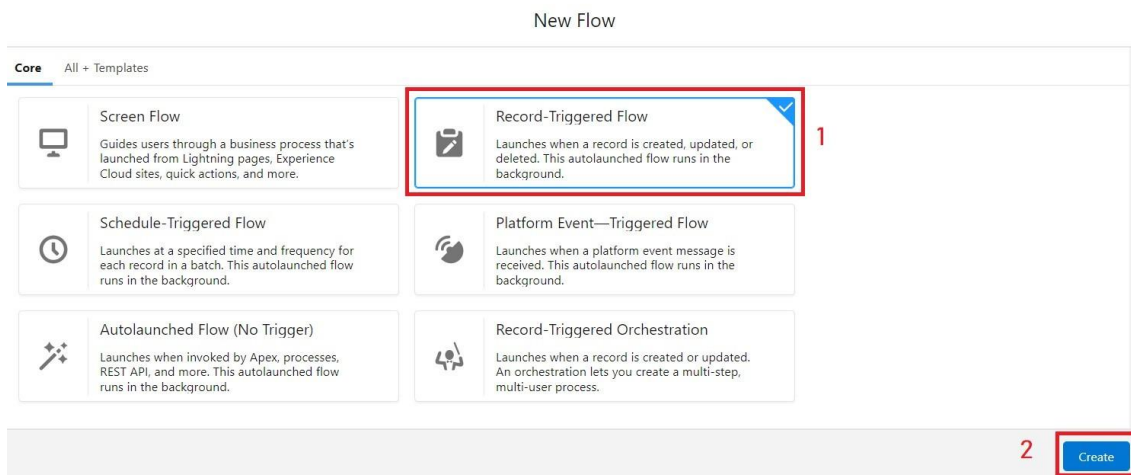 New Flow
Core All + Templates
Screen Flow
Guides users through a business process that's
launched from Lightning pages, Experience
Cloud sites, quick actions, and more.
Record-Triggered Flow
Launches when a record is created, updated, or
deleted. This autolaunched flow runs in the
background.
1
Schedule-Triggered Flow
Launches at a specified time and frequency for
each record in a batch. This autolaunched flow
runs in the background.
Platform Event—Triggered Flow
Launches when a platform event message is
received. This autolaunched flow runs in the
background.
Autolaunched Flow (No Trigger)
Launches when invoked by Apex, processes,
REST API, and more. This autolaunched flow
runs in the background.
Record-Triggered Orchestration
Launches when a record is created or updated.
An orchestration lets you create a multi-step,
multi-user process.
2
Create